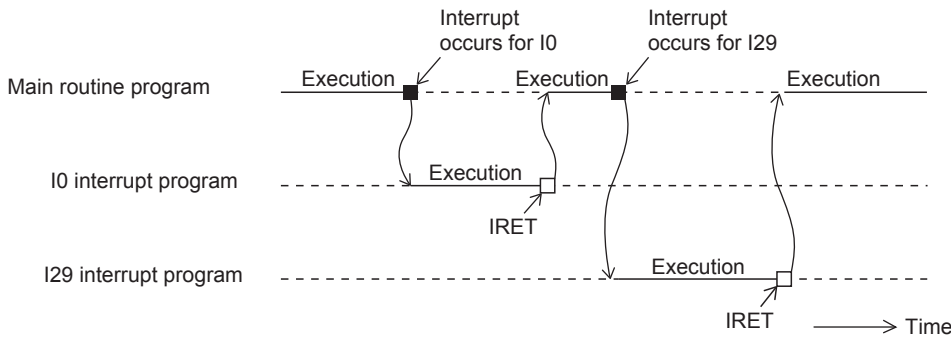 Interrupt
occurs for I0
Interrupt
occurs for I29
Main routine program
Execution
Execution
Execution
I0 interrupt program
Execution
IRET
I29 interrupt program
Execution
IRET
Time